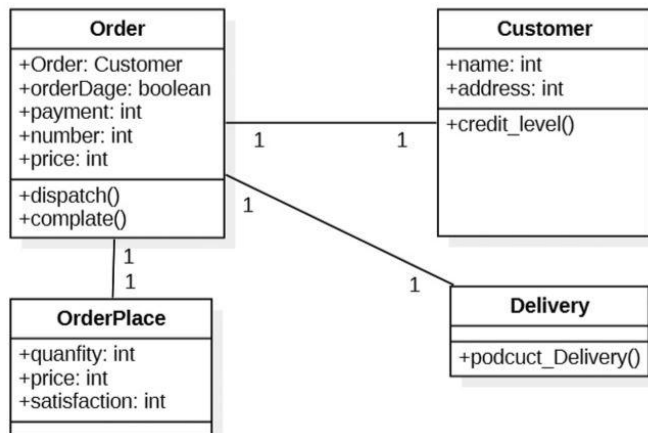 Order
+Order: Customer
+orderDage: boolean
+payment: int
+number: int
+price: int
+dispatch()
+complate()
Customer
+name: int
+address: int
+credit_level()
1
1
1
1
1
1
OrderPlace
+quanfity: int
+price: int
+satisfaction: int
Delivery
+podcuct_Delivery()